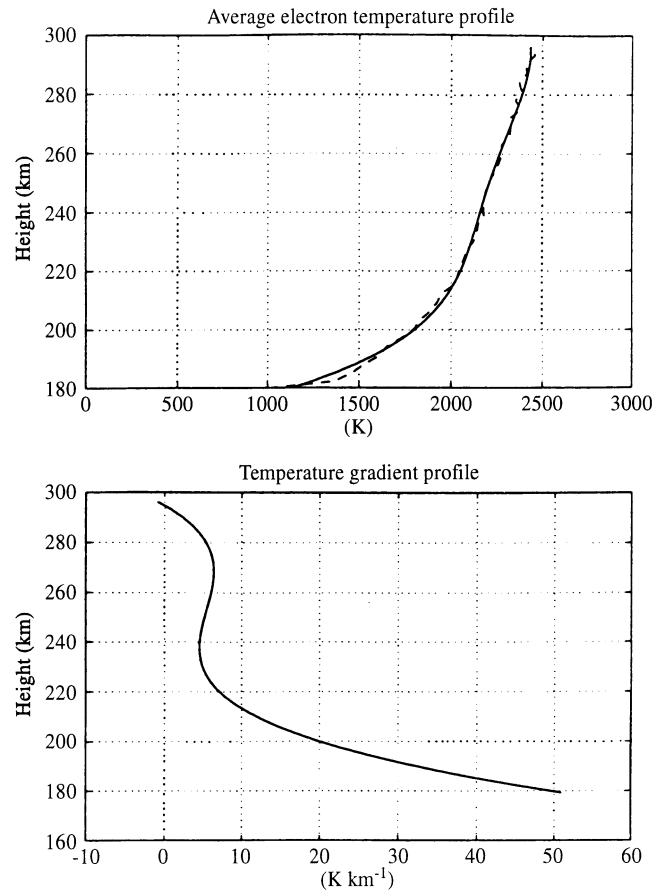 Average electron temperature profile
300
280
260
240
220
200
180
Height (km)
0 500 1000 1500 2000 2500 3000
(K)
Temperature gradient profile
300
280
260
240
220
200
180
160
Height (km)
-10 0 10 20 30 40 50 60
(K km⁻¹)